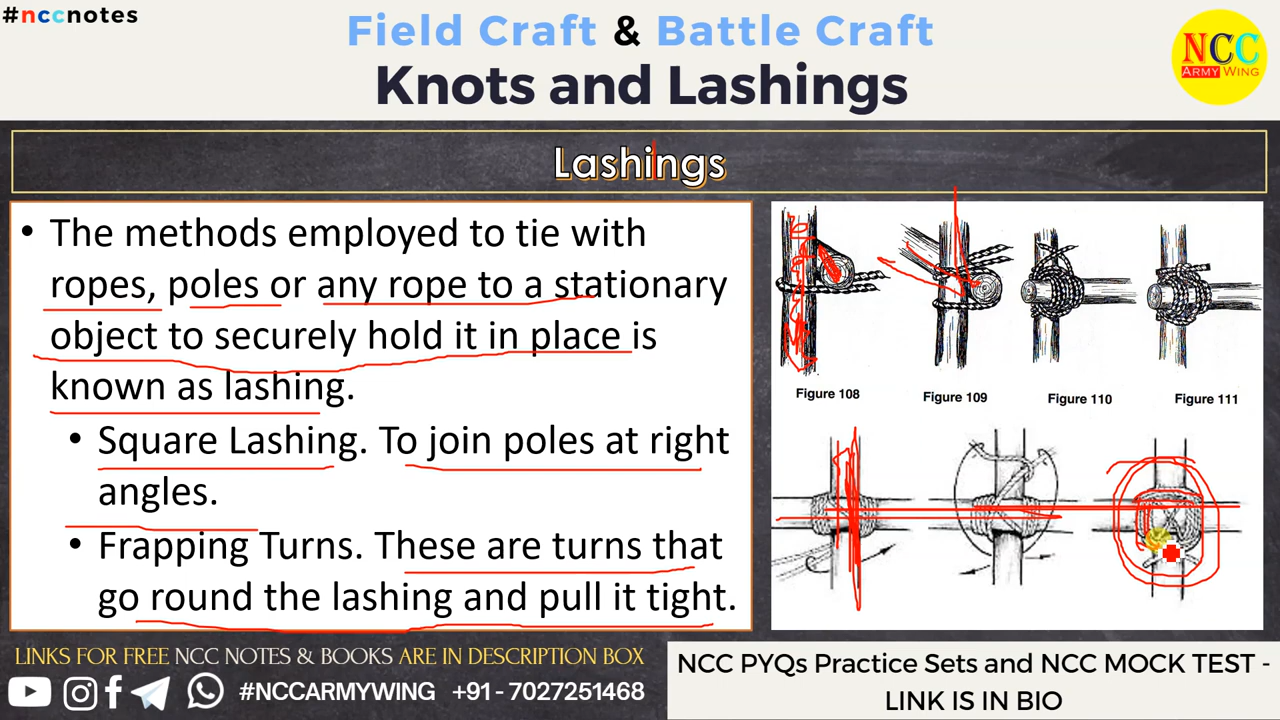 #nccnotes
Field Craft & Battle Craft
Knots and Lashings
NCC
ARMY WING
Lashings
• The methods employed to tie with
ropes, poles or any rope to a stationary
object to securely hold it in place is
known as lashing.
• Square Lashing. To join poles at right
angles.
• Frapping Turns. These are turns that
go round the lashing and pull it tight.
Figure 108
Figure 109
Figure 110
Figure 111
LINKS FOR FREE NCC NOTES & BOOKS ARE IN DESCRIPTION BOX
#NCCARMYWING +91 - 7027251468
NCC PYQs Practice Sets and NCC MOCK TEST -
LINK IS IN BIO